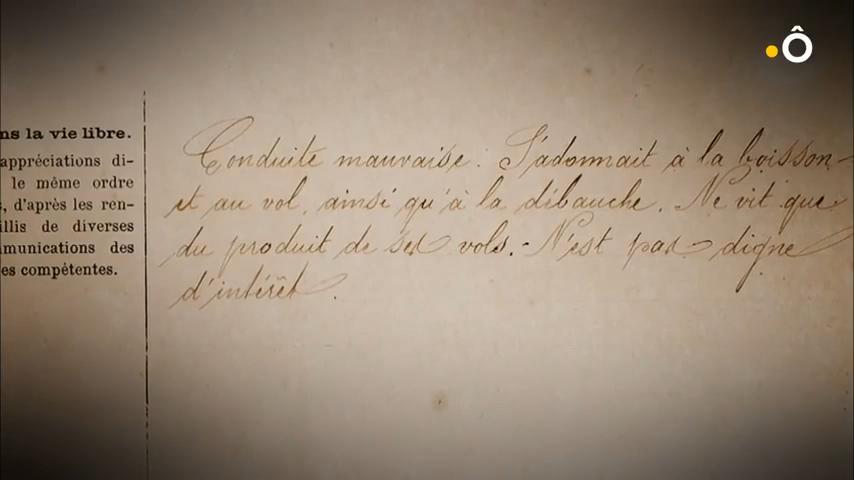 Ô
ns la vie libre.
appréciations di-
le même ordre
, d'après les ren-
illis de diverses
mmunications des
es compétentes.
Conduite mauvaise. S'adonnait à la boisson
et au vol, ainsi qu'à la débauche. Ne vit que
du produit de ses vols. - N'est pas digne
d'intérêt.